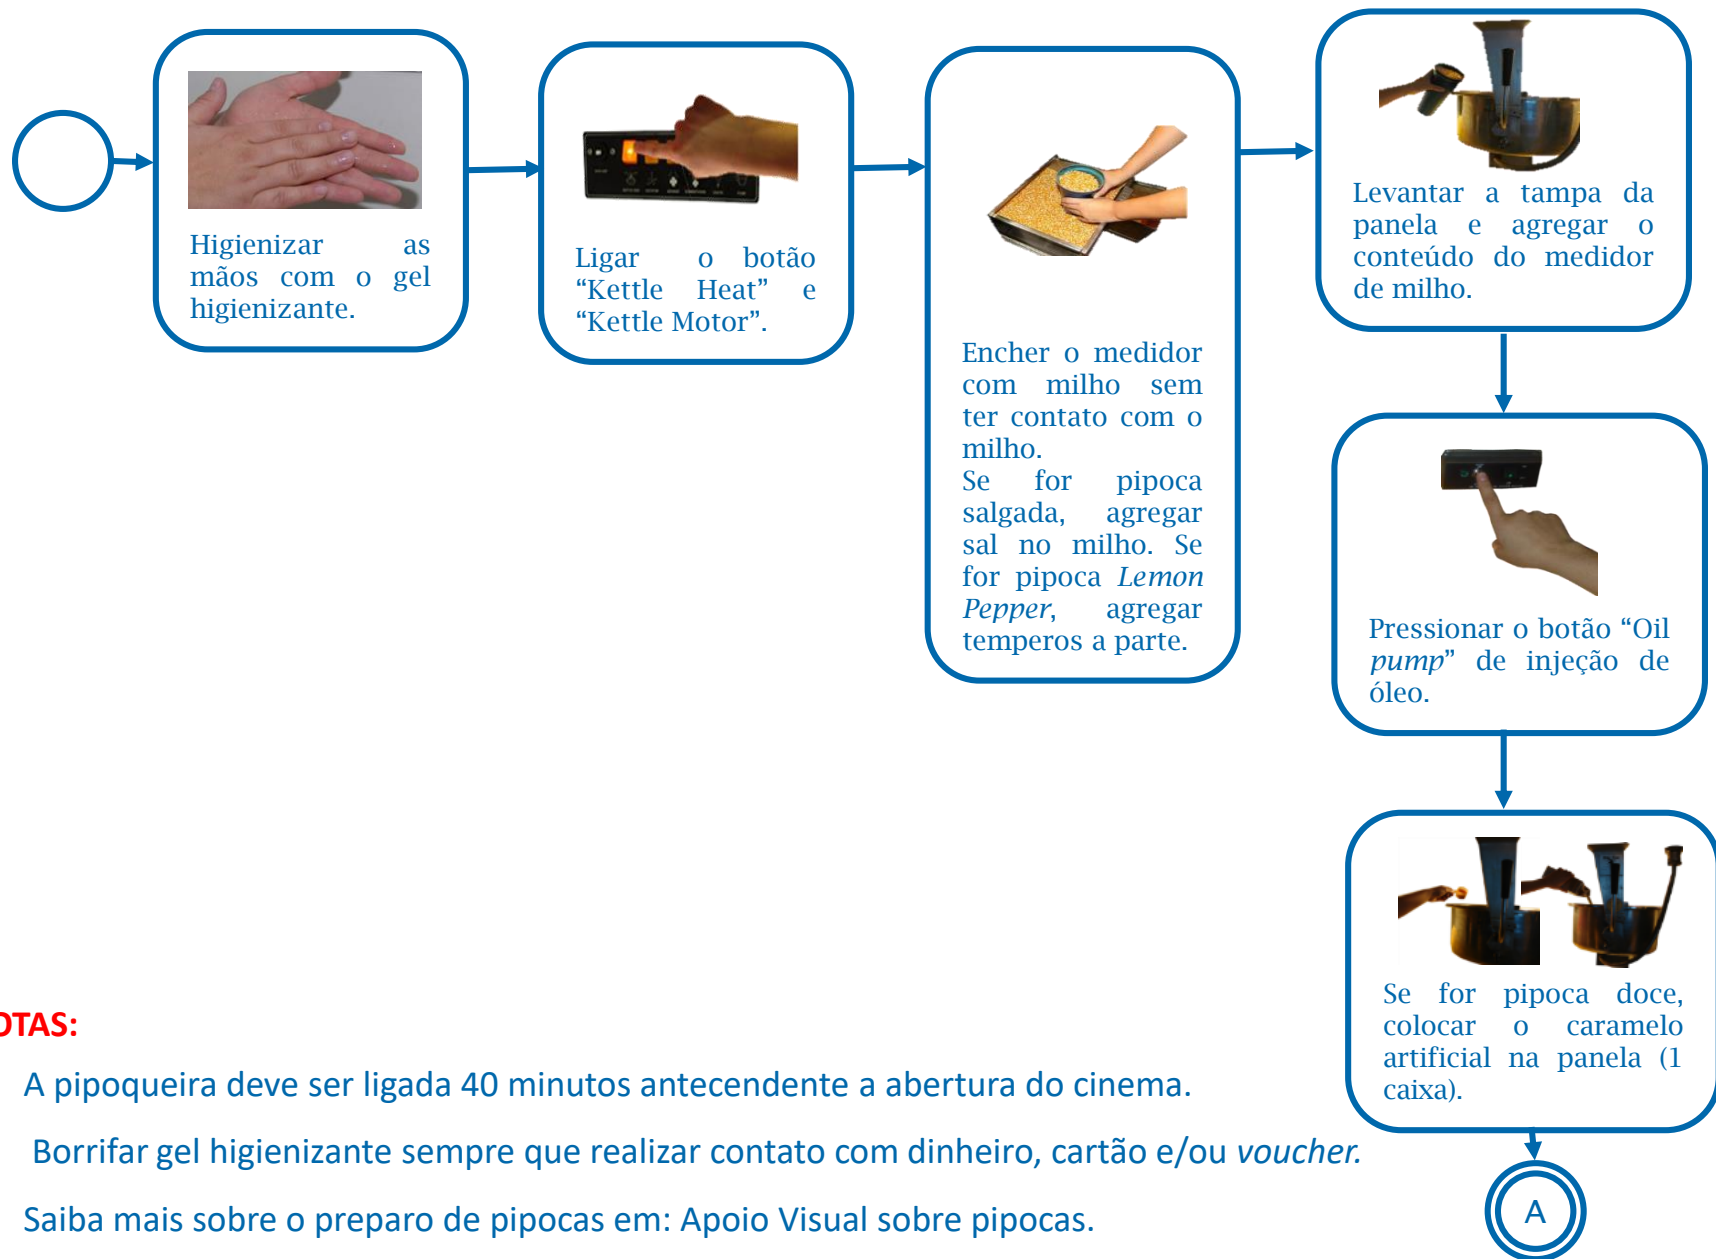 Higienizar as
mãos com o gel
higienizante.
Ligar o botão
“Kettle Heat” e
“Kettle Motor”.
Encher o medidor
com milho sem
ter contato com o
milho.
Se for pipoca
salgada, agregar
sal no milho. Se
for pipoca Lemon
Pepper, agregar
temperos a parte.
Levantar a tampa da
panela e agregar o
conteúdo do medidor
de milho.
Pressionar o botão “Oil
pump” de injeção de
óleo.
Se for pipoca doce,
colocar o caramelo
artificial na panela (1
caixa).
A
OTAS:
A pipoqueira deve ser ligada 40 minutos antecendente a abertura do cinema.
Borrifar gel higienizante sempre que realizar contato com dinheiro, cartão e/ou voucher.
Saiba mais sobre o preparo de pipocas em: Apoio Visual sobre pipocas.